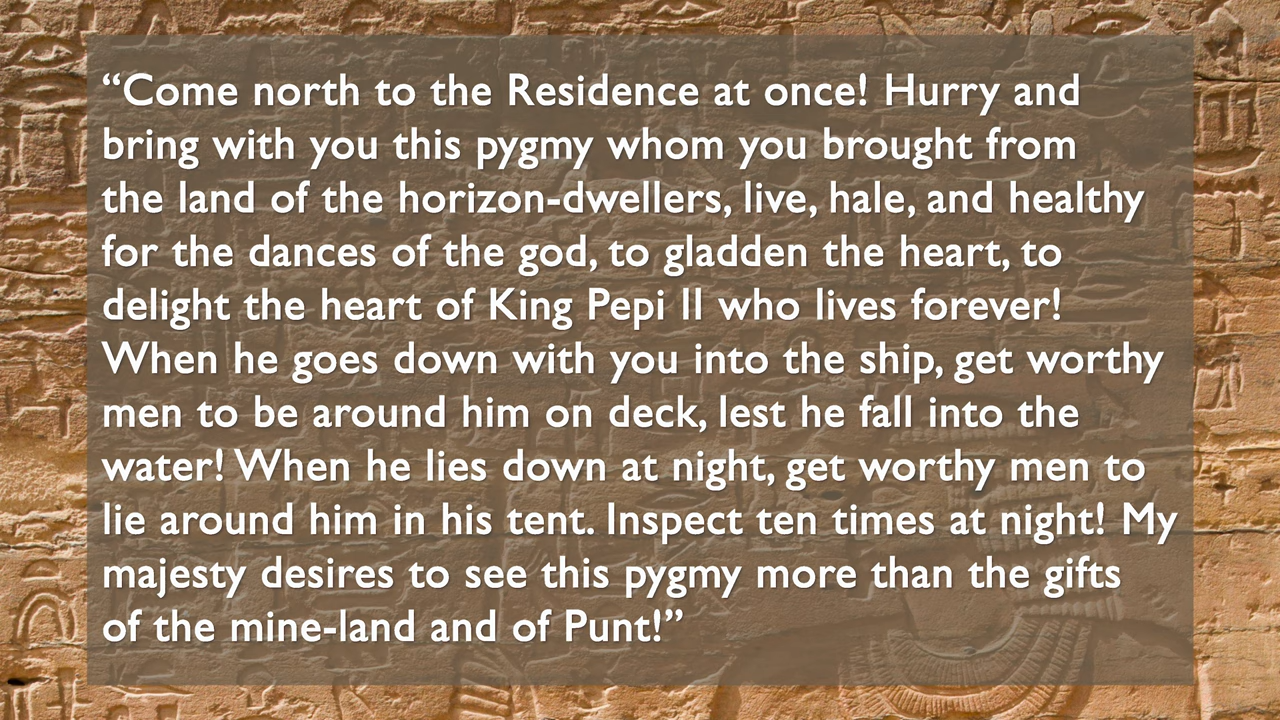 “Come north to the Residence at once! Hurry and
bring with you this pygmy whom you brought from
the land of the horizon-dwellers, live, hale, and healthy
for the dances of the god, to gladden the heart, to
delight the heart of King Pepi II who lives forever!
When he goes down with you into the ship, get worthy
men to be around him on deck, lest he fall into the
water! When he lies down at night, get worthy men to
lie around him in his tent. Inspect ten times at night! My
majesty desires to see this pygmy more than the gifts
of the mine-land and of Punt!”